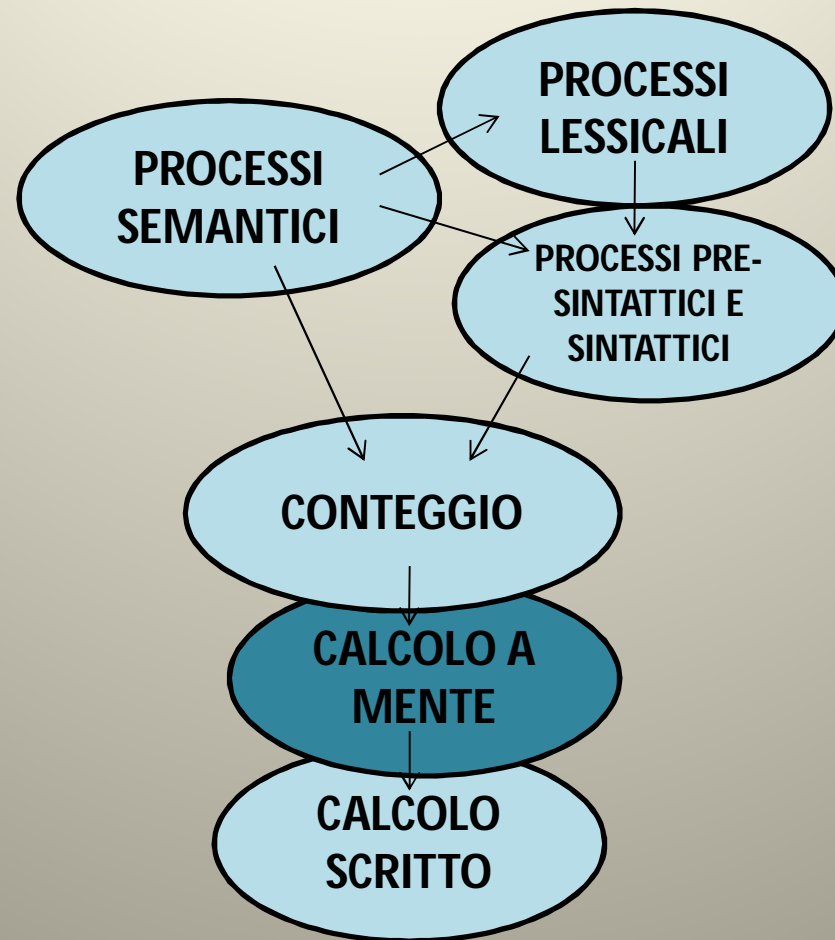 PROCESSI
LESSICALI
PROCESSI
SEMANTICI
PROCESSI PRE-
SINTATTICI E
SINTATTICI
CONTEGGIO
CALCOLO A
MENTE
CALCOLO
SCRITTO